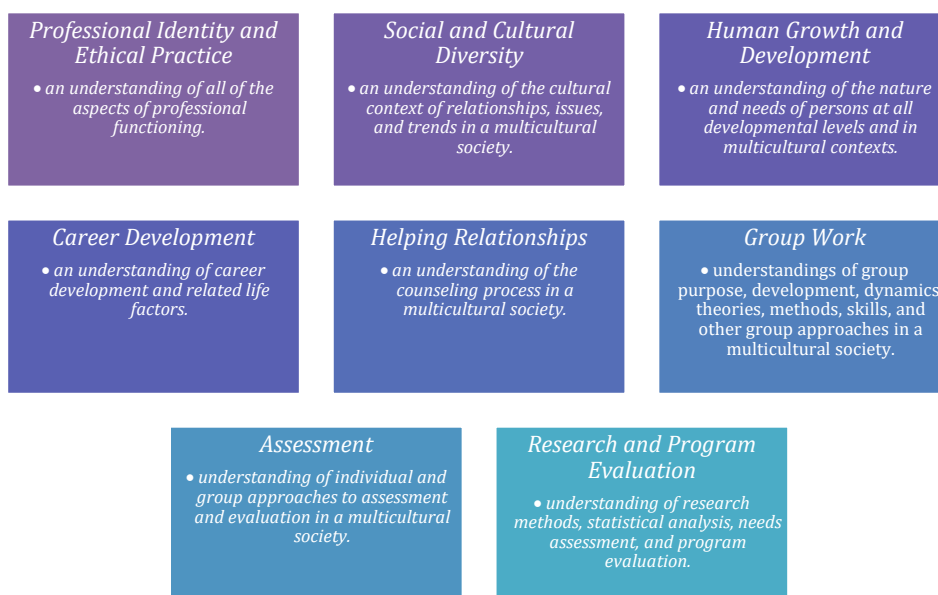 Professional Identity and
Ethical Practice
• an understanding of all of the
aspects of professional
functioning.
Social and Cultural
Diversity
• an understanding of the cultural
context of relationships, issues,
and trends in a multicultural
society.
Human Growth and
Development
• an understanding of the nature
and needs of persons at all
developmental levels and in
multicultural contexts.
Career Development
• an understanding of career
development and related life
factors.
Helping Relationships
• an understanding of the
counseling process in a
multicultural society.
Group Work
• understandings of group
purpose, development, dynamics,
theories, methods, skills, and
other group approaches in a
multicultural society.
Assessment
• understanding of individual and
group approaches to assessment
and evaluation in a multicultural
society.
Research and Program
Evaluation
• understanding of research
methods, statistical analysis, needs
assessment, and program
evaluation.